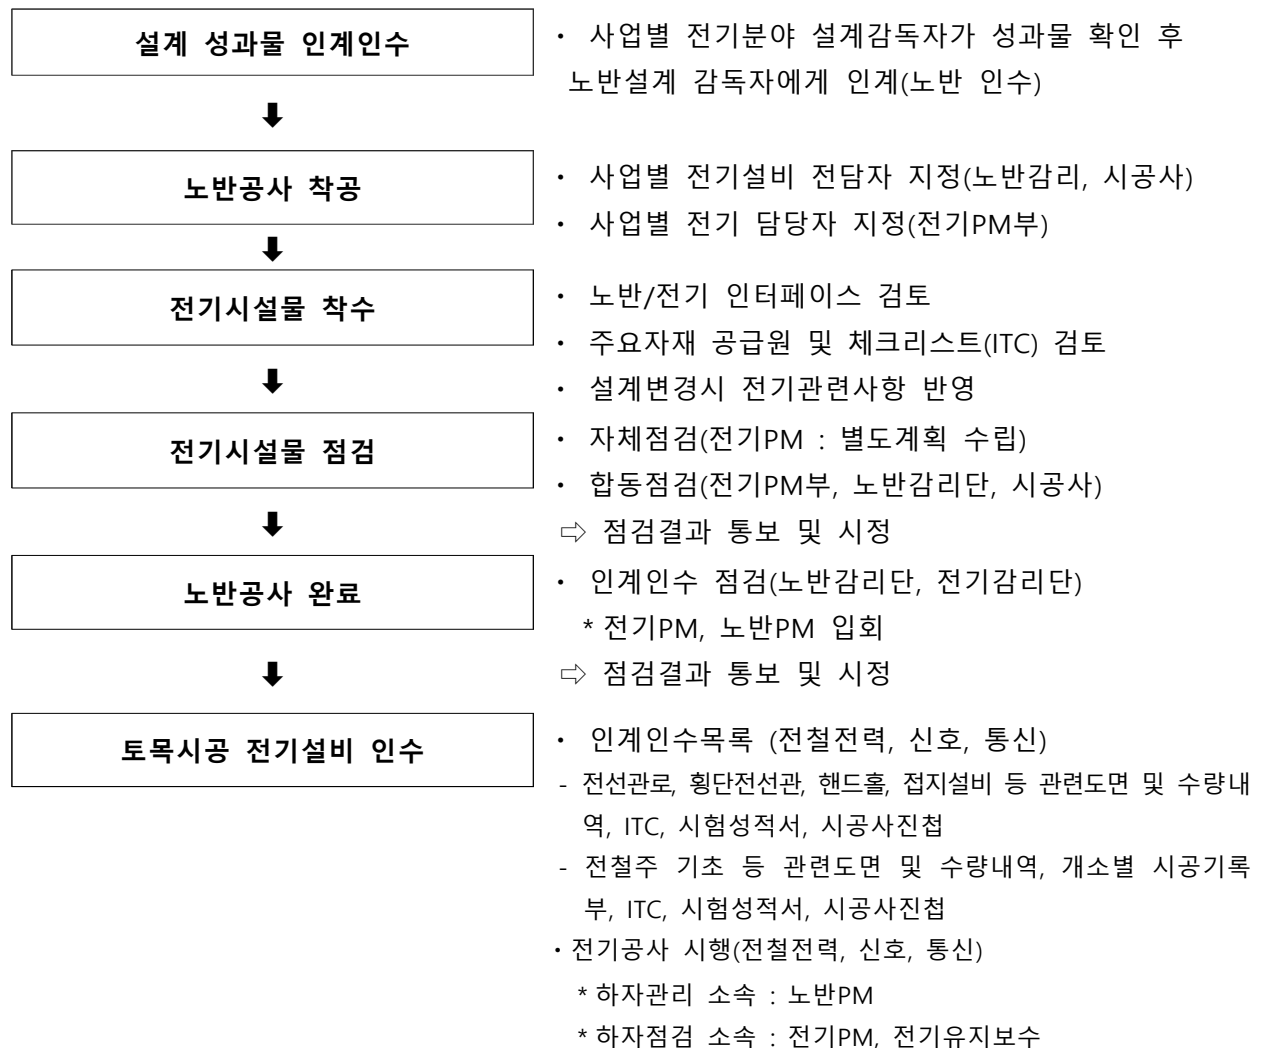 설계 성과물 인계인수
・ 사업별 전기분야 설계감독자가 성과물 확인 후
노반설계 감독자에게 인계(노반 인수)
⬇
노반공사 착공
・ 사업별 전기설비 전담자 지정(노반감리, 시공사)
・ 사업별 전기 담당자 지정(전기PM부)
⬇
전기시설물 착수
・ 노반/전기 인터페이스 검토
・ 주요자재 공급원 및 체크리스트(ITC) 검토
・ 설계변경시 전기관련사항 반영
⬇
전기시설물 점검
・ 자체점검(전기PM : 별도계획 수립)
・ 합동점검(전기PM부, 노반감리단, 시공사)
⇨ 점검결과 통보 및 시정
⬇
노반공사 완료
・ 인계인수 점검(노반감리단, 전기감리단)
* 전기PM, 노반PM 입회
⇨ 점검결과 통보 및 시정
⬇
토목시공 전기설비 인수
・ 인계인수목록 (전철전력, 신호, 통신)
- 전선관로, 횡단전선관, 핸드홀, 접지설비 등 관련도면 및 수량내
역, ITC, 시험성적서, 시공사진첩
- 전철주 기초 등 관련도면 및 수량내역, 개소별 시공기록
부, ITC, 시험성적서, 시공사진첩
・전기공사 시행(전철전력, 신호, 통신)
* 하자관리 소속 : 노반PM
* 하자점검 소속 : 전기PM, 전기유지보수